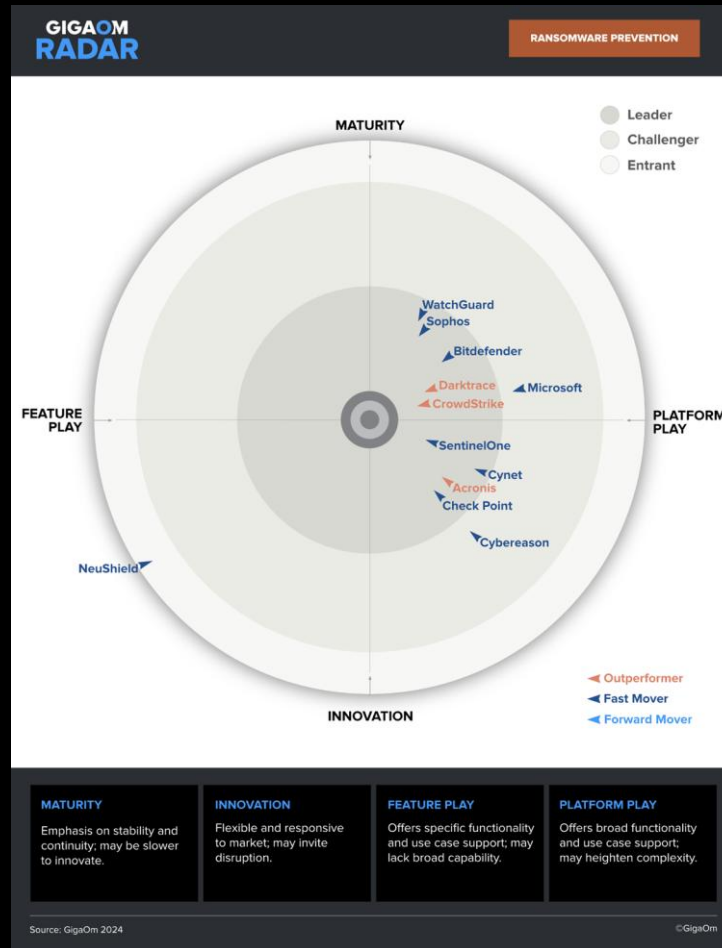 GIGAOM
RADAR
RANSOMWARE PREVENTION
Leader
Challenger
Entrant
MATURITY
WatchGuard
Sophos
Bitdefender
Darktrace
Microsoft
CrowdStrike
FEATURE
PLAY
PLATFORM
PLAY
SentinelOne
Cynet
Acronis
Check Point
Cybereason
NeuShield
Outperformer
Fast Mover
Forward Mover
INNOVATION
MATURITY
Emphasis on stability and
continuity; may be slower
to innovate.
INNOVATION
Flexible and responsive
to market; may invite
disruption.
FEATURE PLAY
Offers specific functionality
and use case support; may
lack broad capability.
PLATFORM PLAY
Offers broad functionality
and use case support;
may heighten complexity.
Source: GigaOm 2024
©GigaOm